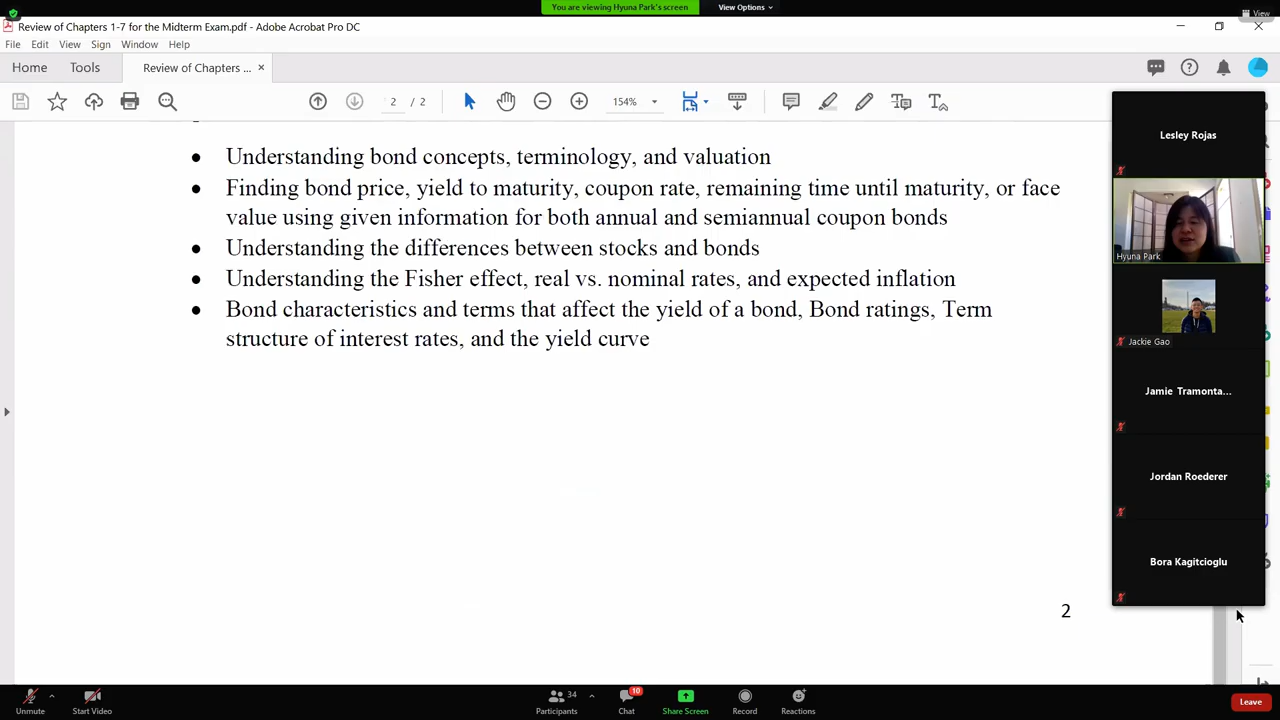 You are viewing Hyuna Park's screen
View Options
View
Review of Chapters 1-7 for the Midterm Exam.pdf - Adobe Acrobat Pro DC
File Edit View Sign Window Help
Home Tools Review of Chapters ... ×
2 / 2 154%
• Understanding bond concepts, terminology, and valuation
• Finding bond price, yield to maturity, coupon rate, remaining time until maturity, or face
value using given information for both annual and semiannual coupon bonds
• Understanding the differences between stocks and bonds
• Understanding the Fisher effect, real vs. nominal rates, and expected inflation
• Bond characteristics and terms that affect the yield of a bond, Bond ratings, Term
structure of interest rates, and the yield curve
2
Lesley Rojas
Hyuna Park
Jackie Gao
Jamie Tramonta...
Jordan Roederer
Bora Kagitcioglu
Unmute
Start Video
34
Participants
10
Chat
Share Screen
Record
Reactions
Leave